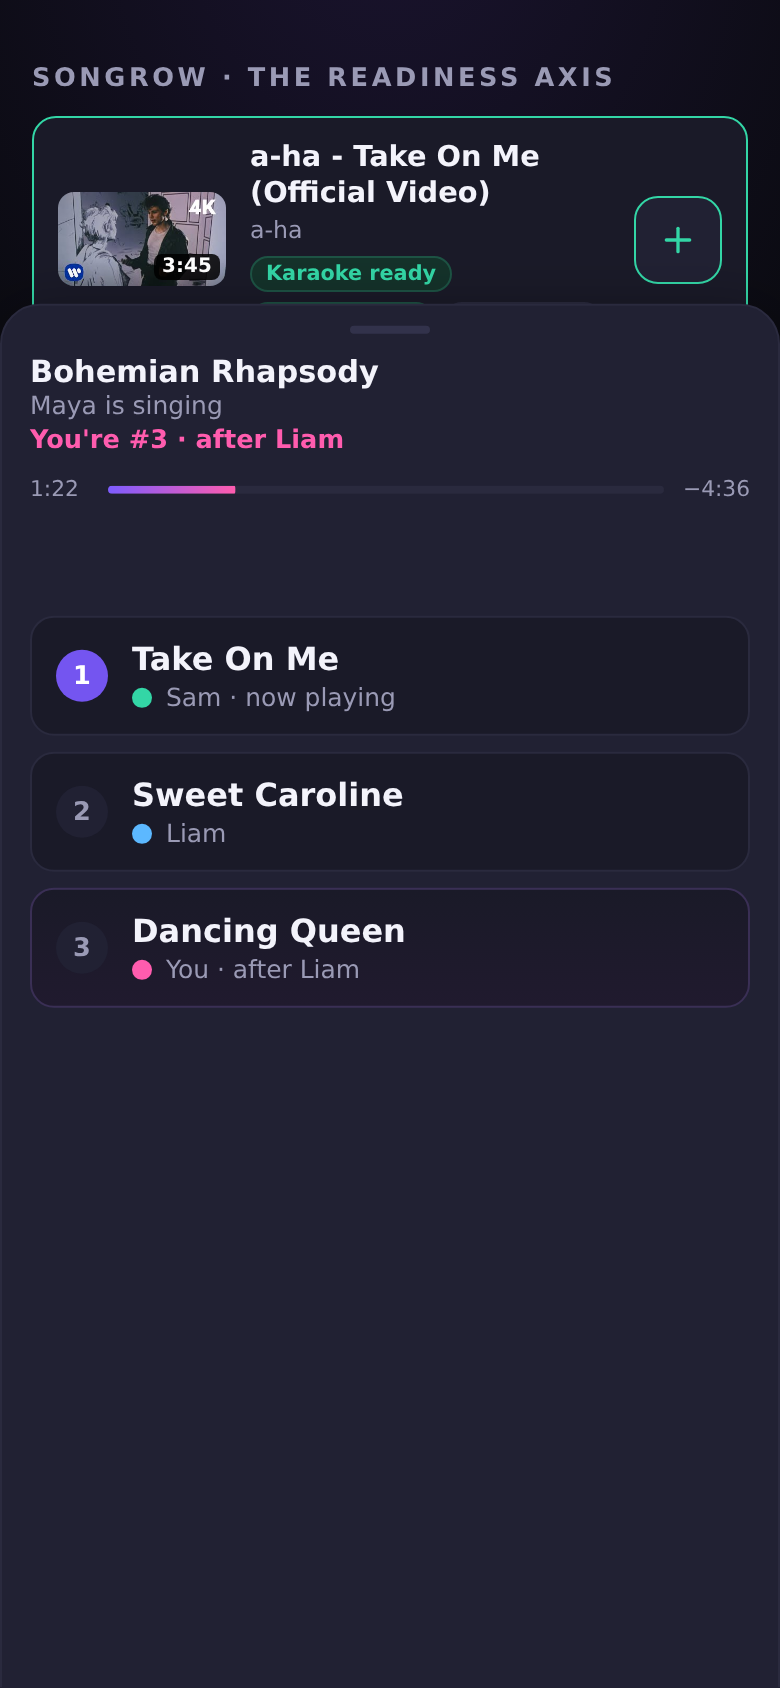 SONGROW · THE READINESS AXIS
a-ha - Take On Me
(Official Video)
a-ha
4K
3:45
Karaoke ready
Bohemian Rhapsody
Maya is singing
You're #3 · after Liam
1:22
−4:36
1
Take On Me
Sam · now playing
2
Sweet Caroline
Liam
3
Dancing Queen
You · after Liam